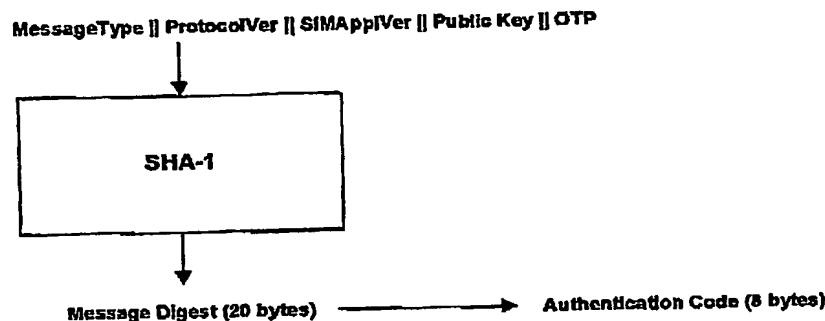 MessageType || ProtocolVer || SIMApplVer || Public Key || OTP
SHA-1
Message Digest (20 bytes)
Authentication Code (8 bytes)